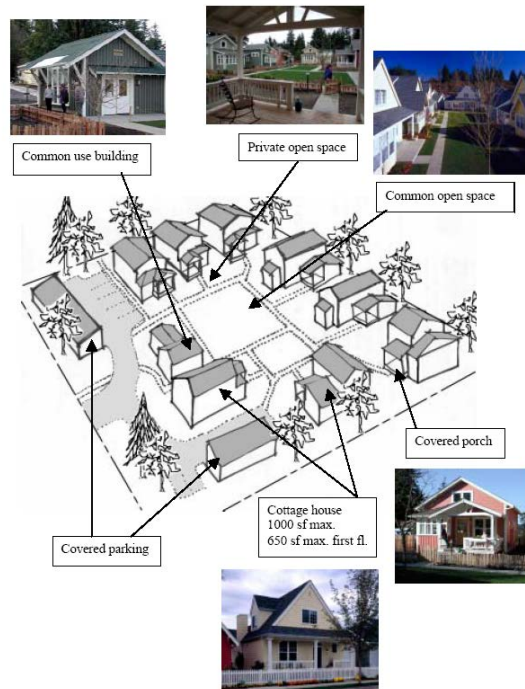 Common use building
Private open space
Common open space
Covered porch
Cottage house
1000 sf max.
650 sf max. first fl.
Covered parking